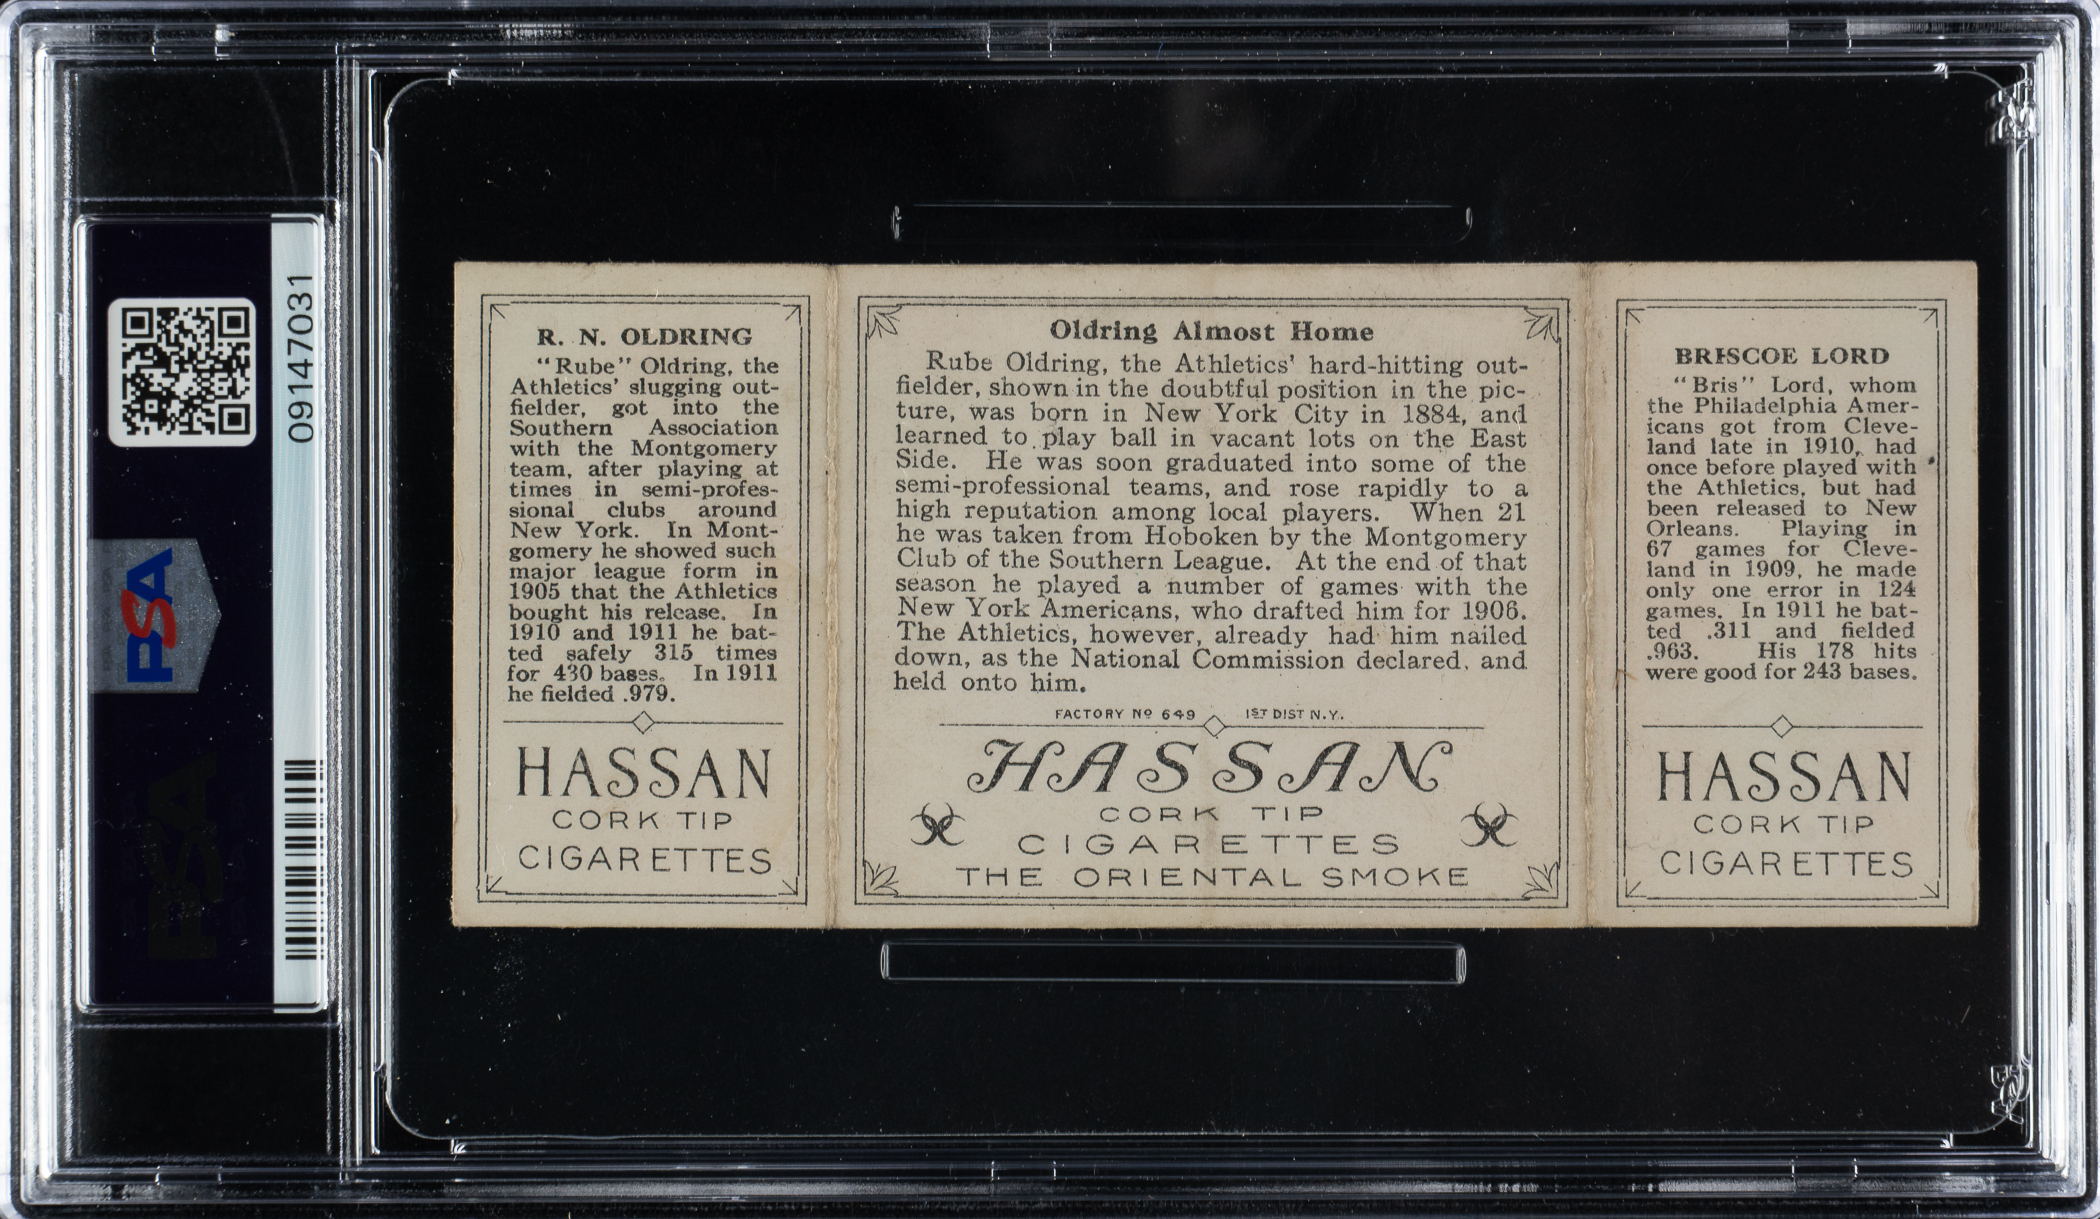 09147031
PSA
R. N. OLDRING
"Rube" Oldring, the
Athletics' slugging out-
fielder, got into the
Southern Association
with the Montgomery
team, after playing at
times in semi-profes-
sional clubs around
New York. In Mont-
gomery he showed such
major league form in
1905 that the Athletics
bought his release. In
1910 and 1911 he bat-
ted safely 315 times
for 430 bases. In 1911
he fielded .979.
HASSAN
CORK TIP
CIGARETTES
Oldring Almost Home
Rube Oldring, the Athletics' hard-hitting out-
fielder, shown in the doubtful position in the pic-
ture, was born in New York City in 1884, and
learned to play ball in vacant lots on the East
Side. He was soon graduated into some of the
semi-professional teams, and rose rapidly to a
high reputation among local players. When 21
he was taken from Hoboken by the Montgomery
Club of the Southern League. At the end of that
season he played a number of games with the
New York Americans, who drafted him for 1906.
The Athletics, however, already had him nailed
down, as the National Commission declared, and
held onto him.
FACTORY Nº 649 1ST DIST N.Y.
HASSAN
CORK TIP
CIGARETTES
THE ORIENTAL SMOKE
BRISCOE LORD
"Bris" Lord, whom
the Philadelphia Amer-
icans got from Cleve-
land late in 1910, had
once before played with
the Athletics, but had
been released to New
Orleans. Playing in
67 games for Cleve-
land in 1909, he made
only one error in 124
games. In 1911 he bat-
ted .311 and fielded
.963. His 178 hits
were good for 243 bases.
HASSAN
CORK TIP
CIGARETTES
PSA